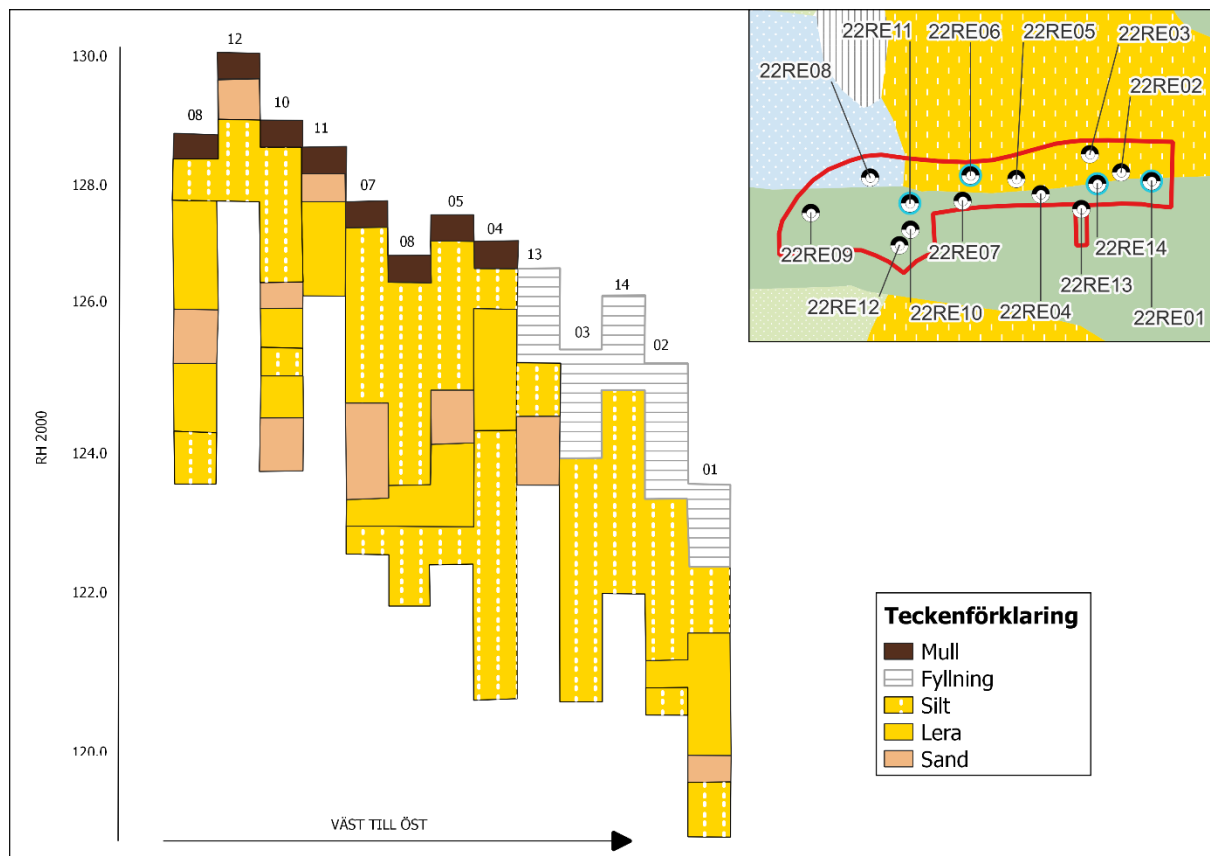 130.0
128.0
126.0
124.0
122.0
120.0
RH 2000
08
12
10
11
07
08
05
04
13
03
14
02
01
VÄST TILL ÖST
22RE11
22RE06
22RE05
22RE03
22RE08
22RE02
22RE09
22RE07
22RE14
22RE13
22RE12
22RE10
22RE04
22RE01
Teckenförklaring
Mull
Fyllning
Silt
Lera
Sand